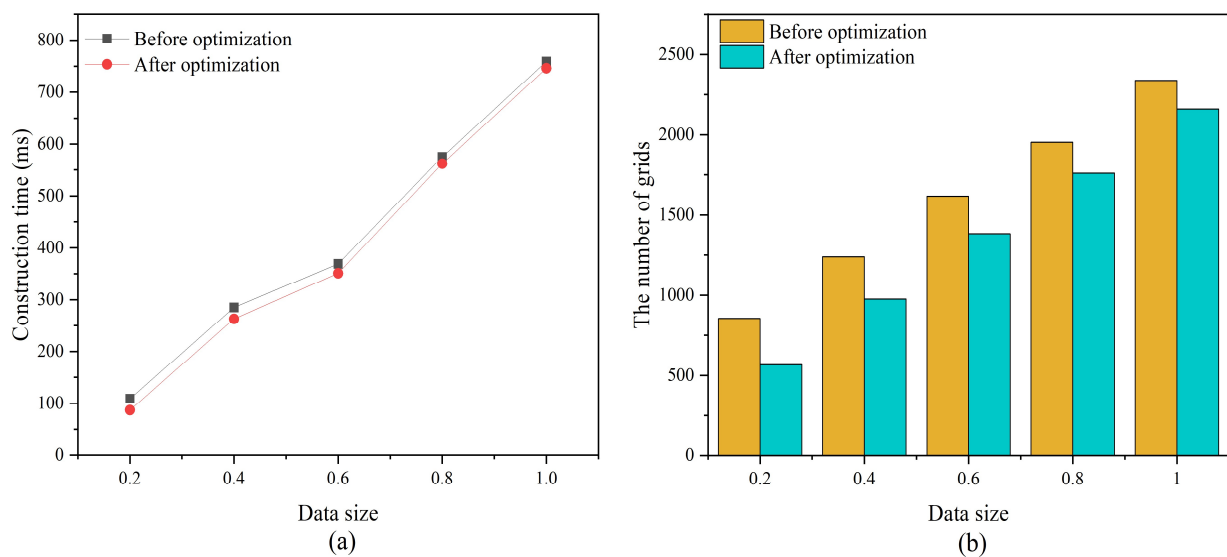 Before optimization
After optimization
800
700
600
500
400
300
200
100
0
Construction time (ms)
0.2 0.4 0.6 0.8 1.0
Data size
(a)
Before optimization
After optimization
2500
2000
1500
1000
500
0
The number of grids
0.2 0.4 0.6 0.8 1
Data size
(b)